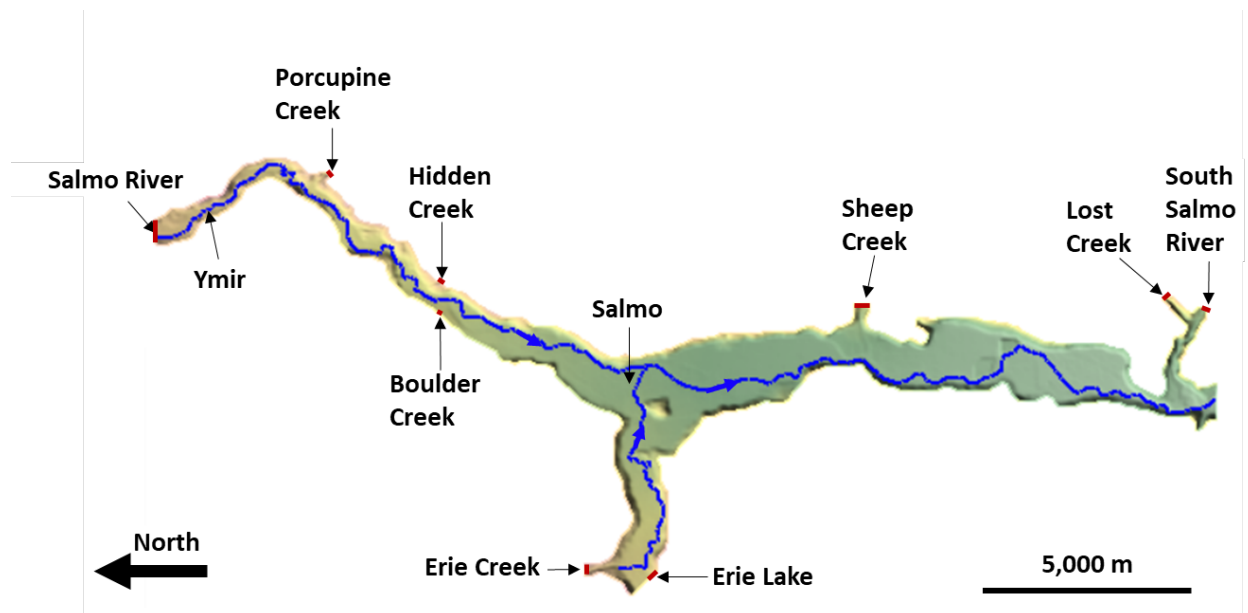 Porcupine
Creek
Salmo River
Hidden
Creek
South
Salmo
River
Sheep
Creek
Lost
Creek
Ymir
Salmo
Boulder
Creek
North
Erie Creek
Erie Lake
5,000 m